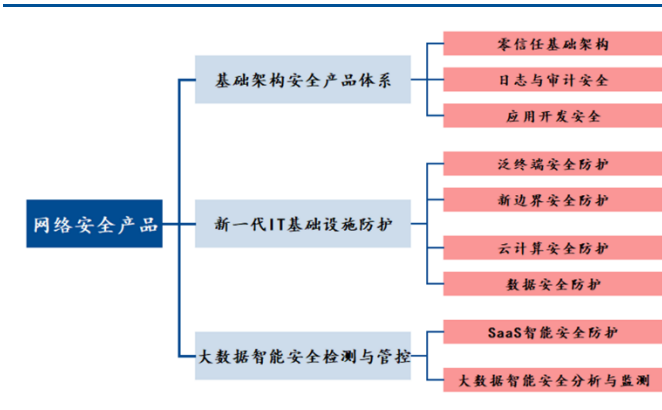 网络安全产品
基础架构安全产品体系
零信任基础架构
日志与审计安全
应用开发安全
新一代IT基础设施防护
泛终端安全防护
新边界安全防护
云计算安全防护
数据安全防护
大数据智能安全检测与管控
SaaS智能安全防护
大数据智能安全分析与监测